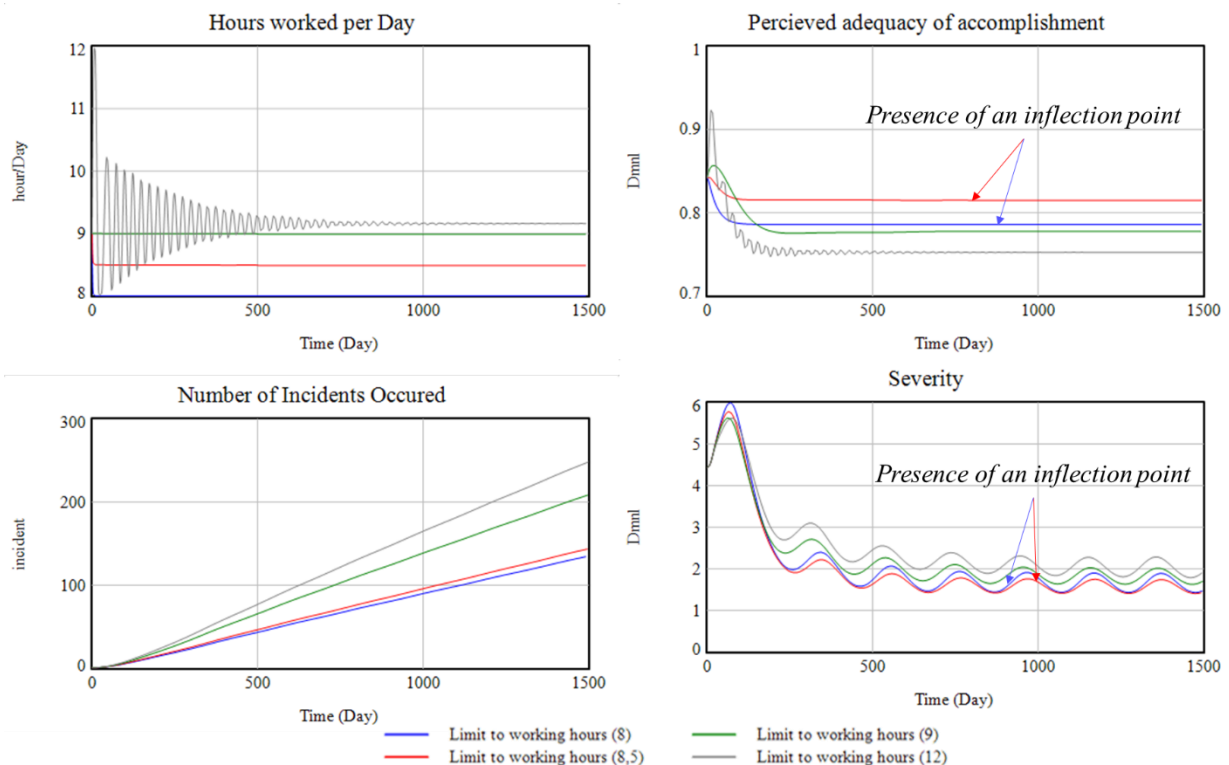 Hours worked per Day
12
11
10
9
8
hour/Day
0
500
1000
1500
Time (Day)
Percieved adequacy of accomplishment
1
0.9
0.8
0.7
Dmnl
Presence of an inflection point
0
500
1000
1500
Time (Day)
Number of Incidents Occured
300
200
100
0
incident
0
500
1000
1500
Time (Day)
Severity
6
5
4
3
2
1
0
Dmnl
Presence of an inflection point
0
500
1000
1500
Time (Day)
Limit to working hours (8)
Limit to working hours (9)
Limit to working hours (8,5)
Limit to working hours (12)